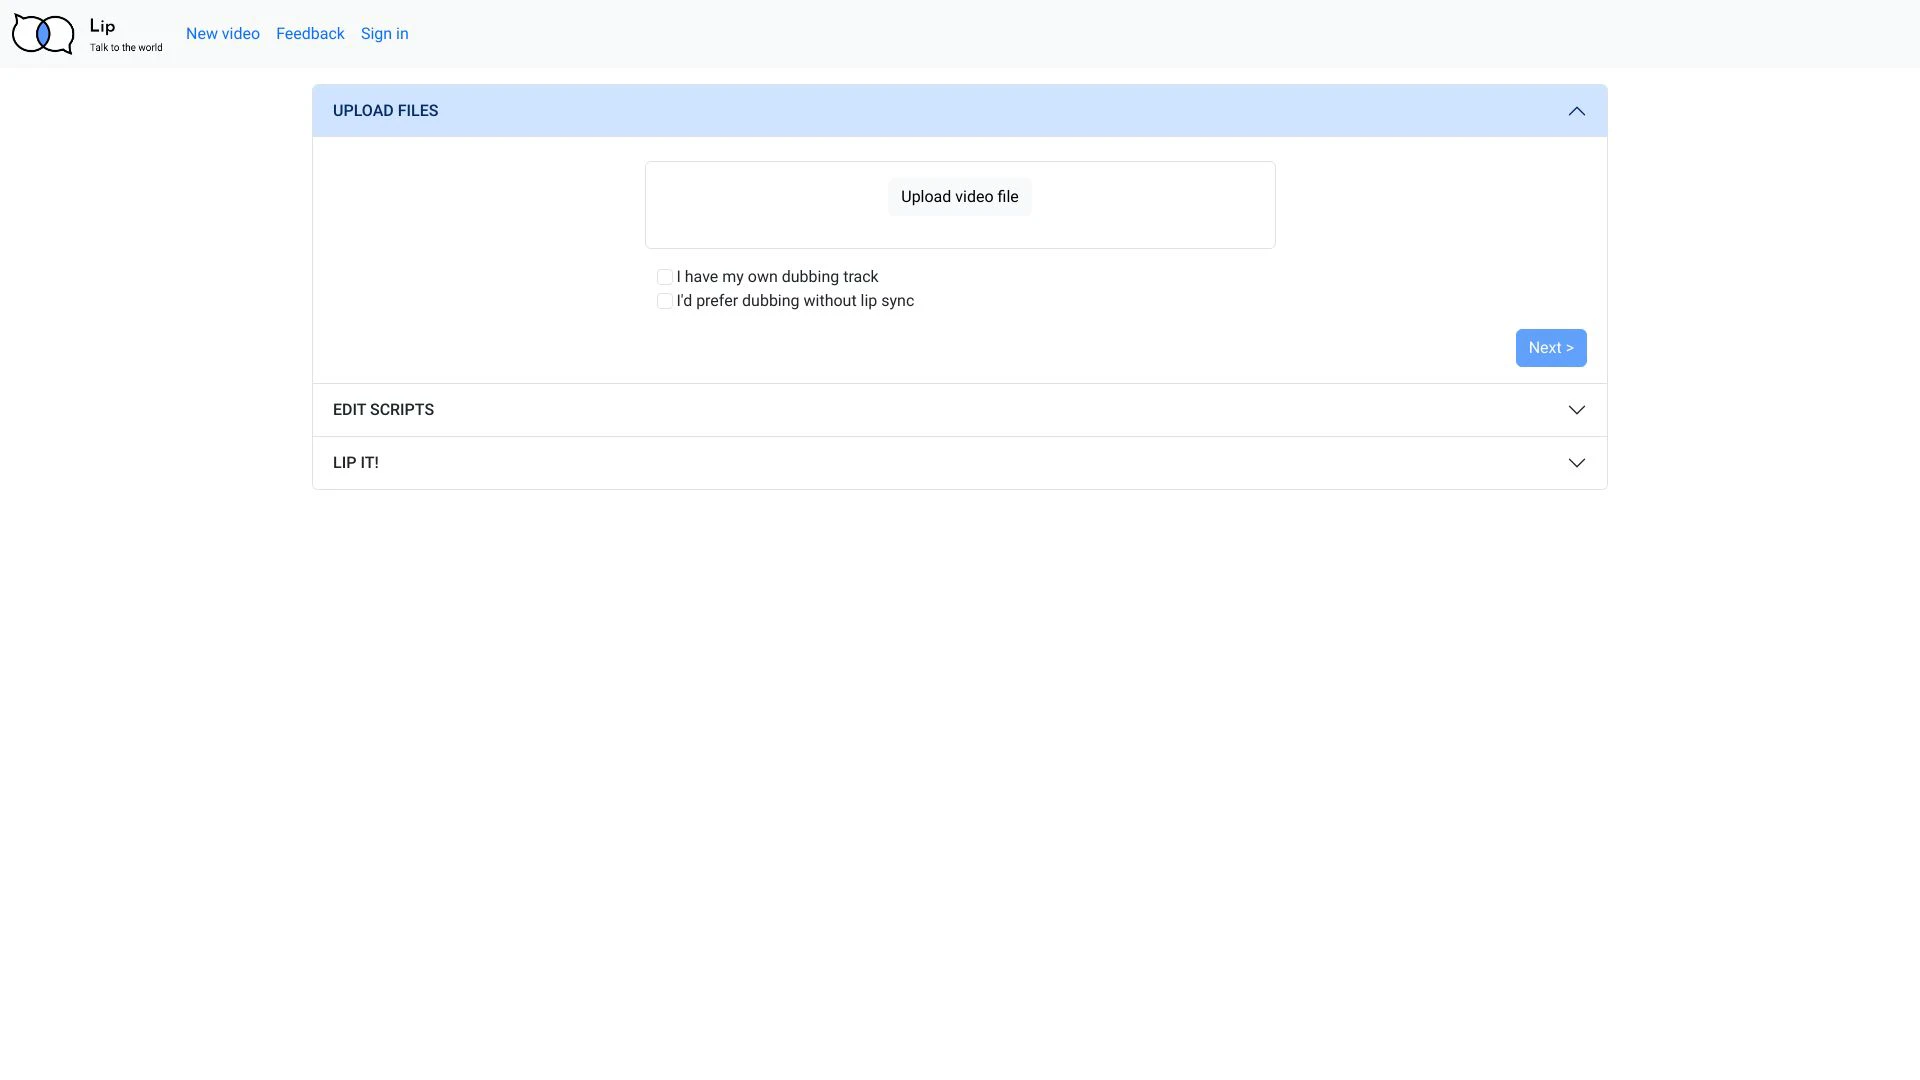 Lip
Talk to the world
New video
Feedback
Sign in
UPLOAD FILES
Upload video file
I have my own dubbing track
I'd prefer dubbing without lip sync
Next >
EDIT SCRIPTS
LIP IT!